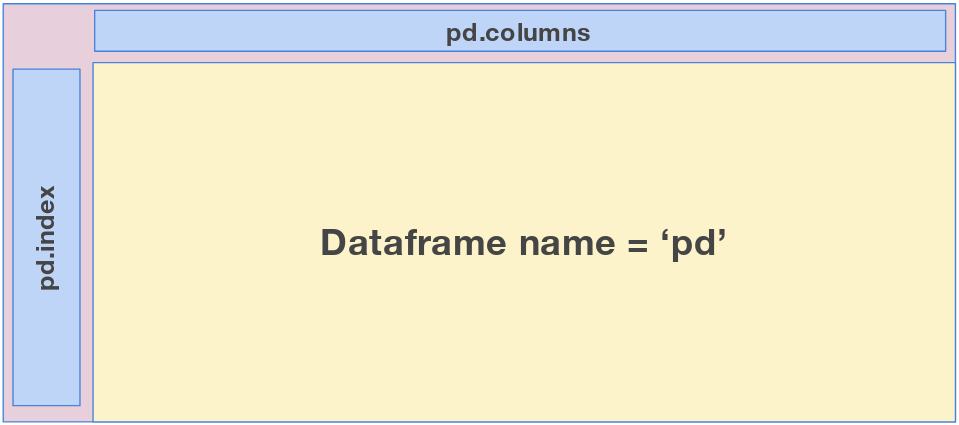 pd.columns
pd.index
Dataframe name = ‘pd’